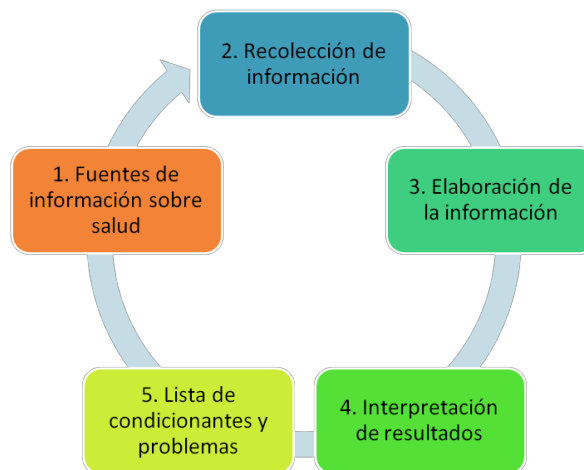 1. Fuentes de
información sobre
salud
2. Recolección de
información
3. Elaboración de
la información
4. Interpretación
de resultados
5. Lista de
condicionantes y
problemas